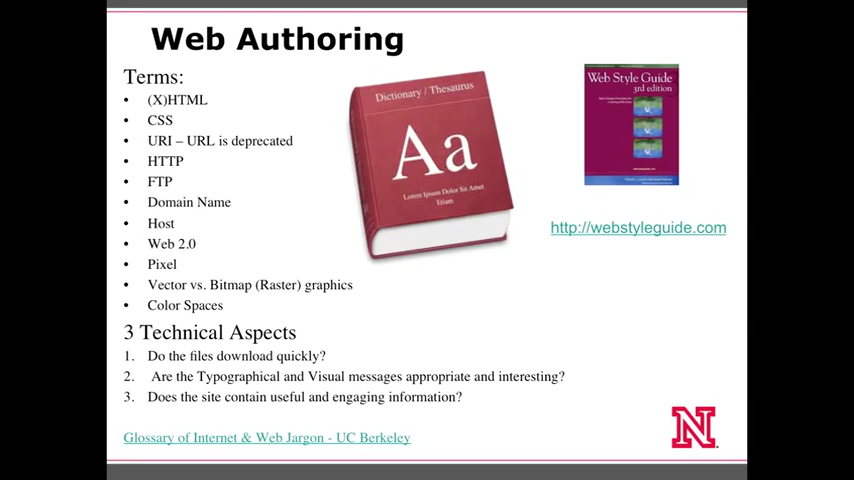 Web Authoring
Terms:
• (X)HTML
• CSS
• URI – URL is deprecated
• HTTP
• FTP
• Domain Name
• Host
• Web 2.0
• Pixel
• Vector vs. Bitmap (Raster) graphics
• Color Spaces
Dictionary / Thesaurus
Aa
Lorem Ipsum Dolor Sit Amet
Etiam
Web Style Guide
3rd edition
http://webstyleguide.com
3 Technical Aspects
1. Do the files download quickly?
2. Are the Typographical and Visual messages appropriate and interesting?
3. Does the site contain useful and engaging information?
Glossary of Internet & Web Jargon - UC Berkeley
N